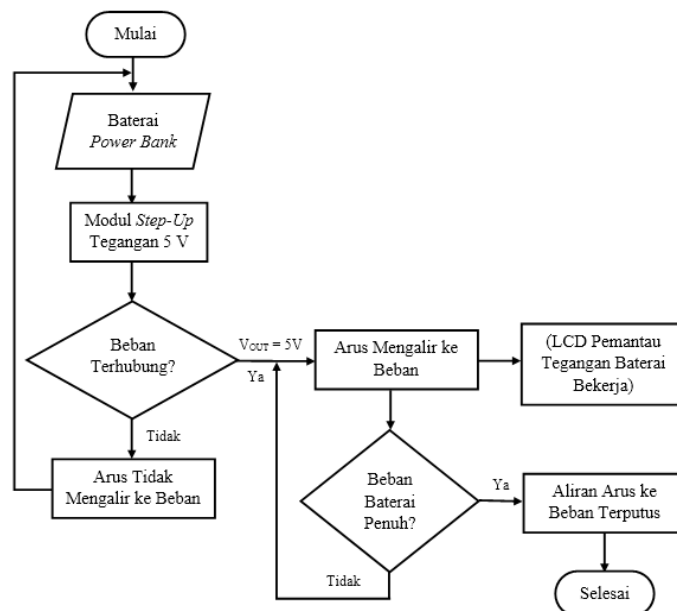 Mulai
Baterai
Power Bank
Modul Step-Up
Tegangan 5 V
Beban
Terhubung?
VOUT = 5V
Ya
Arus Mengalir ke
Beban
(LCD Pemantau
Tegangan Baterai
Bekerja)
Tidak
Arus Tidak
Mengalir ke Beban
Beban
Baterai
Penuh?
Ya
Aliran Arus ke
Beban Terputus
Tidak
Selesai